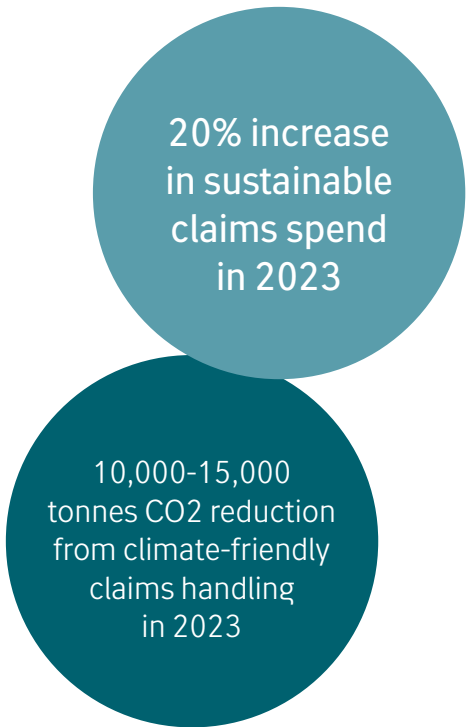 20% increase
in sustainable
claims spend
in 2023
10,000-15,000
tonnes CO2 reduction
from climate-friendly
claims handling
in 2023